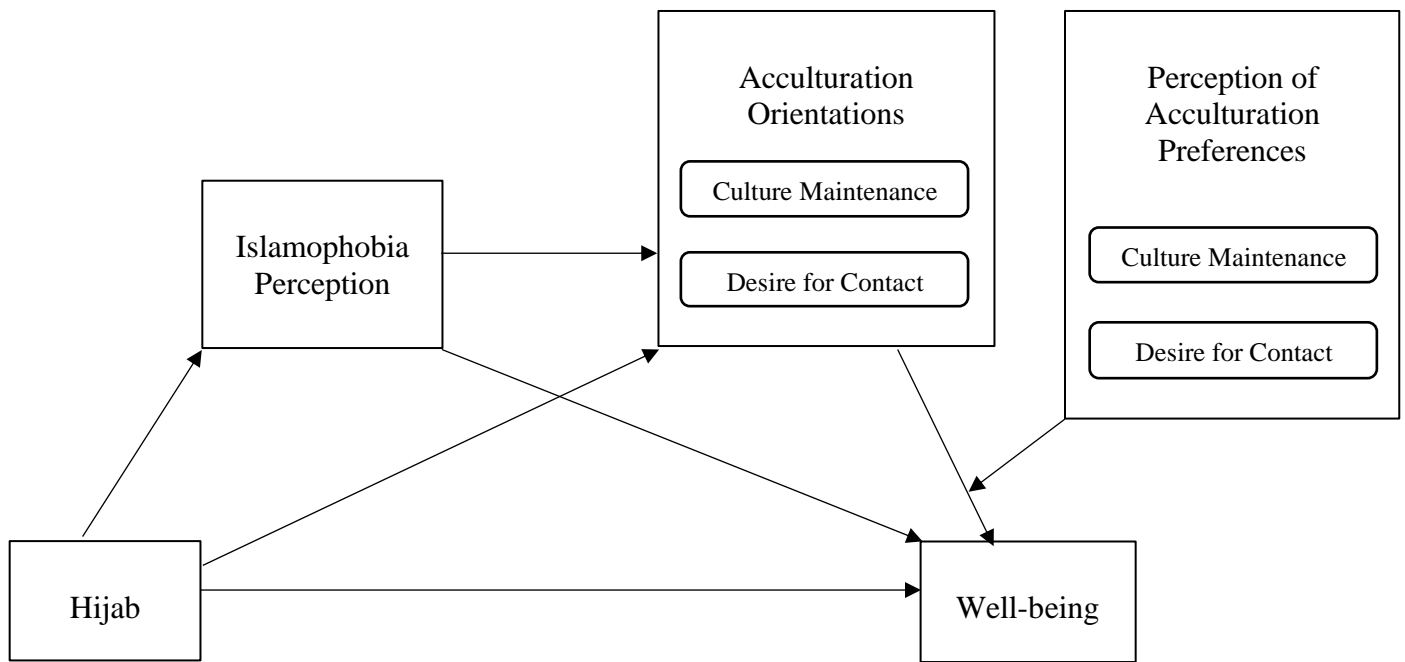 Acculturation
Orientations
Culture Maintenance
Desire for Contact
Perception of
Acculturation
Preferences
Culture Maintenance
Desire for Contact
Islamophobia
Perception
Hijab
Well-being